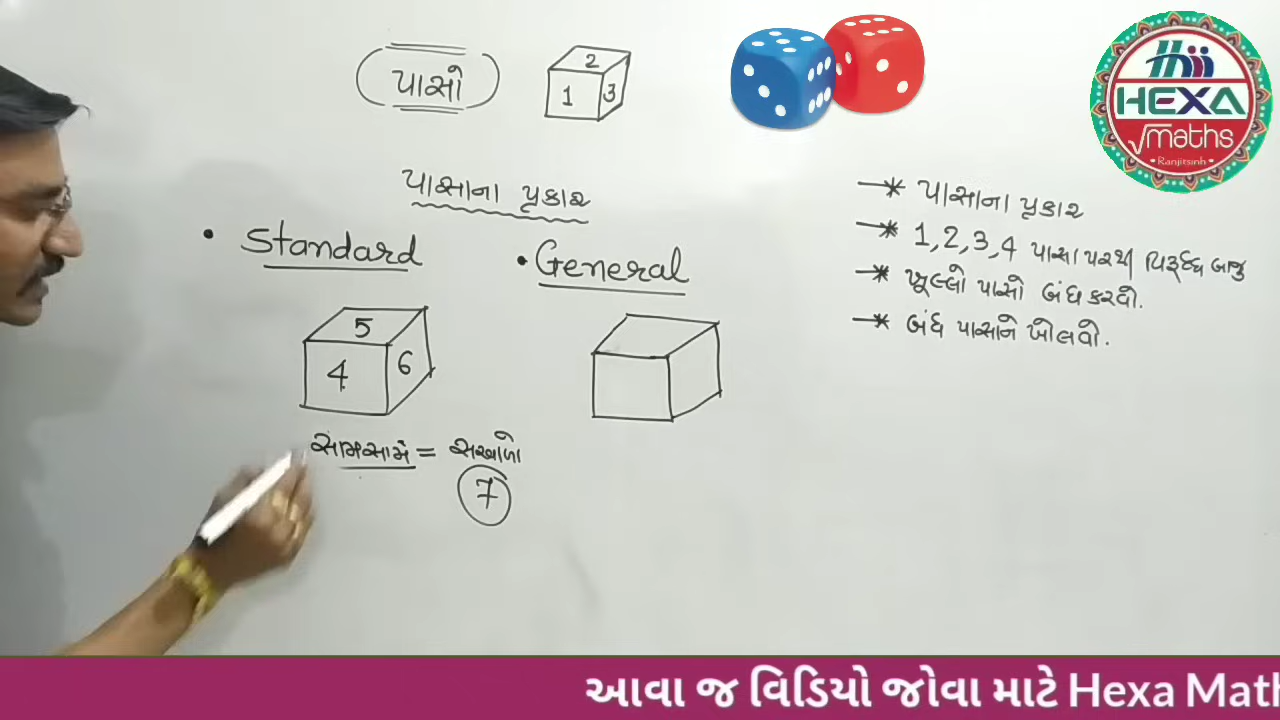 પાસો
2
1 3
પાસાના પ્રકાર
• Standard
• General
5
4 6
સામસામે = સરવાળો
7
→* પાસાના પ્રકાર
→* 1,2,3,4 પાસા પરથી વિરૂદ્ધ બાજુ
→* ખૂલ્લો પાસો બંધ કરવો.
→* બંધ પાસાને ખોલવો.
HEXA
√maths
Ranjitsinh
આવા જ વિડિયો જોવા માટે Hexa Math